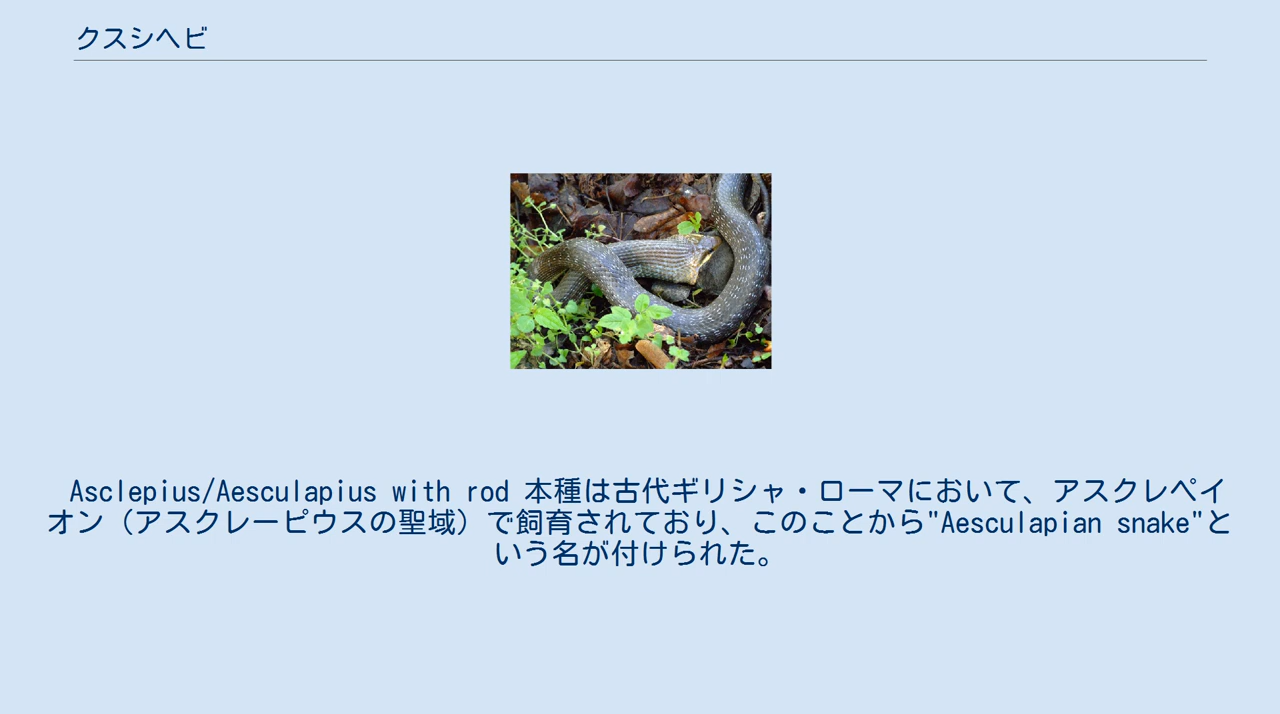 クスシヘビ
Asclepius/Aesculapius with rod 本種は古代ギリシャ・ローマにおいて、アスクレペイ
オン（アスクレーピウスの聖域）で飼育されており、このことから"Aesculapian snake"と
いう名が付けられた。